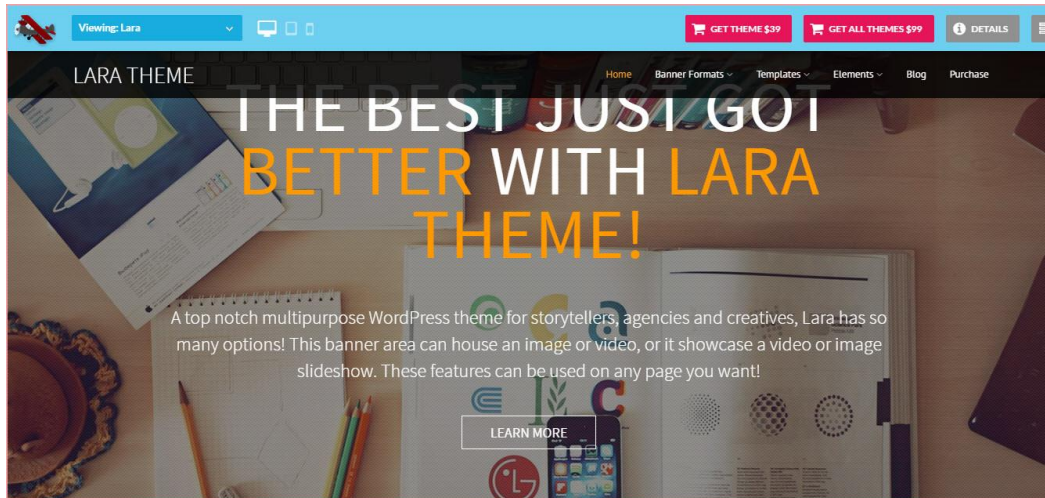 Viewing: Lara
GET THEME $39
GET ALL THEMES $99
DETAILS
LARA THEME
Home
Banner Formats
Templates
Elements
Blog
Purchase
THE BEST JUST GOT
BETTER WITH LARA
THEME!
A top notch multipurpose WordPress theme for storytellers, agencies and creatives, Lara has so
many options! This banner area can house an image or video, or it showcase a video or image
slideshow. These features can be used on any page you want!
LEARN MORE